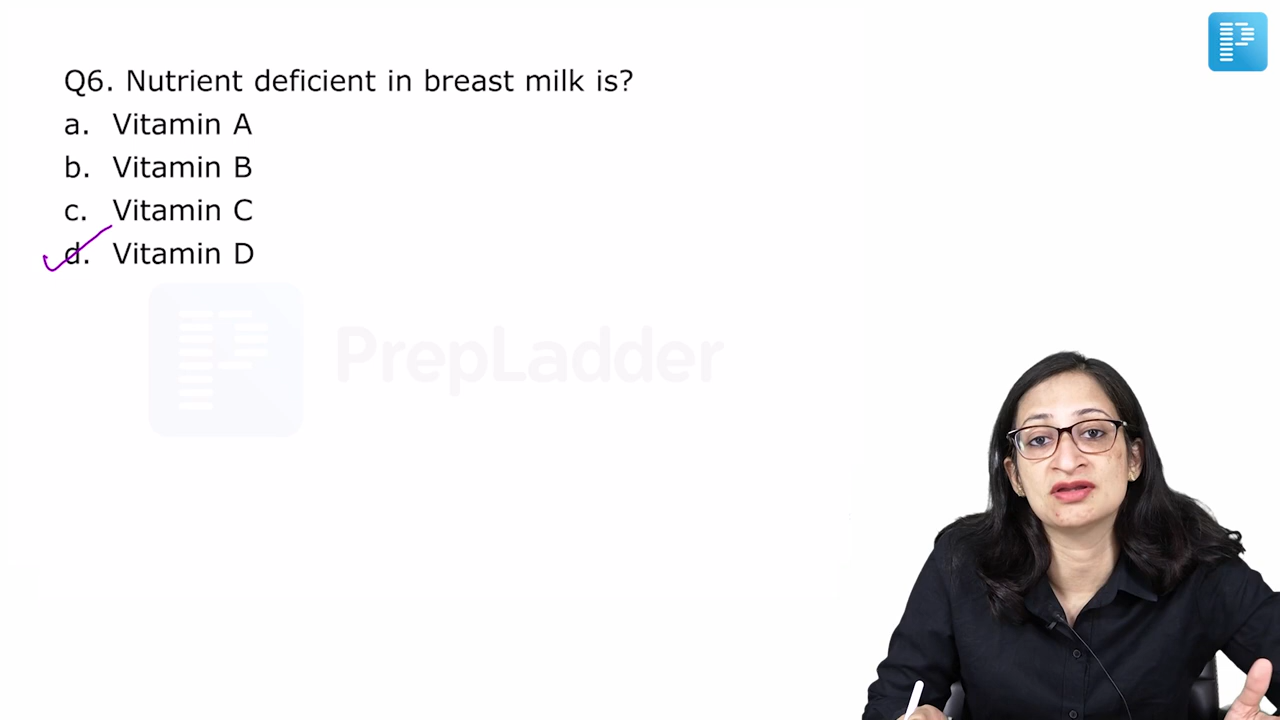 Q6. Nutrient deficient in breast milk is?
a. Vitamin A
b. Vitamin B
c. Vitamin C
d. Vitamin D
PrepLadder